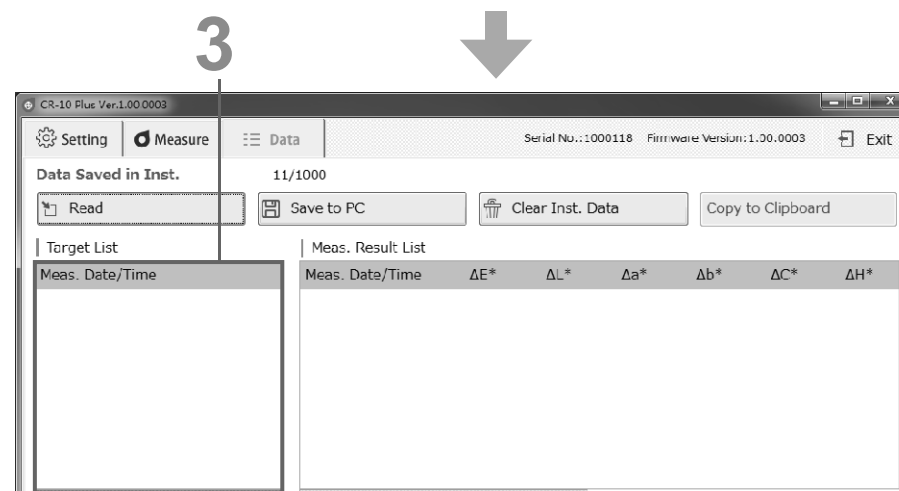 3
CR-10 Plus Ver.1.00.0003
Setting Measure Data Serial No.:1000118 Firmware Version:1.00.0003 Exit
Data Saved in Inst. 11/1000
Read Save to PC Clear Inst. Data Copy to Clipboard
Target List Meas. Result List
Meas. Date/Time Meas. Date/Time ΔE* ΔL* Δa* Δb* ΔC* ΔH*